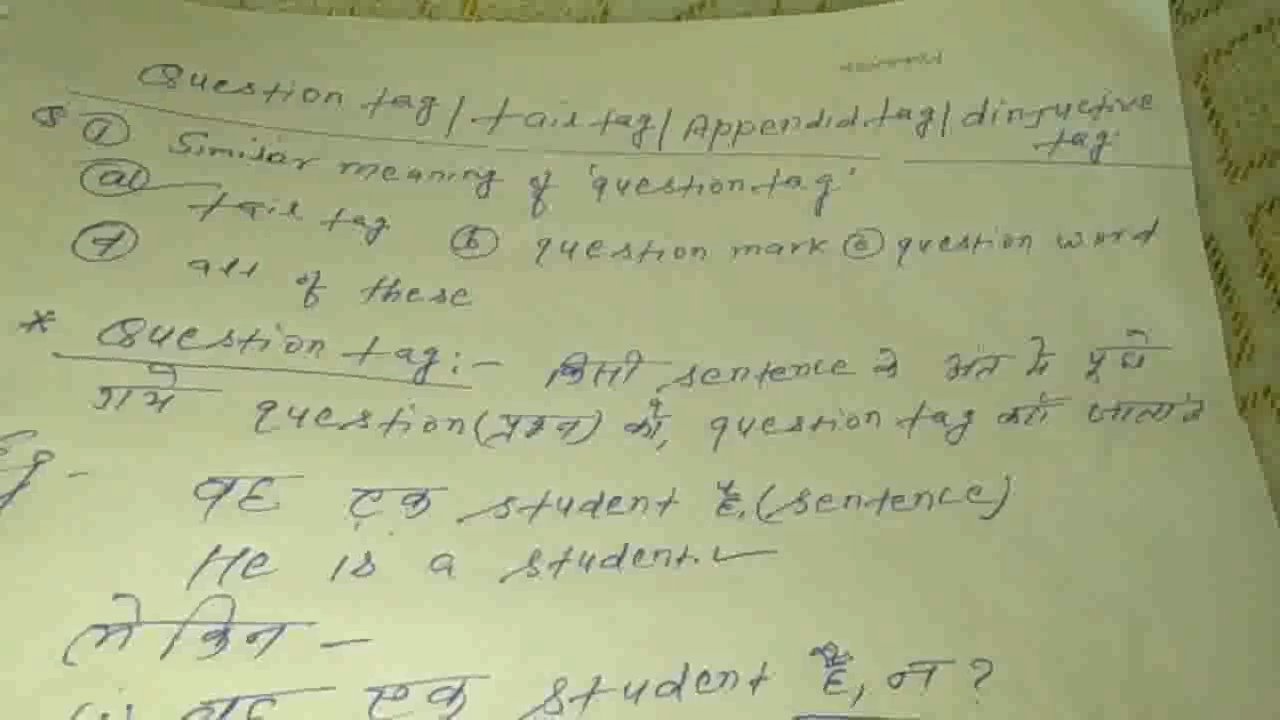 Question tag / tail tag / Appendid tag / dinjuctive tag.
Q (1) Similar meaning of 'question tag'
(a) tail tag (b) question mark (c) question word
(d) all of these
* Question tag :- किसी sentence के अंत में पूछे
गये question (प्रश्न) को, question tag कहाँ जाता है
Eg -
वह एक student है. (sentence)
He is a student.
लेकिन -
(i) वह एक student है, न ?